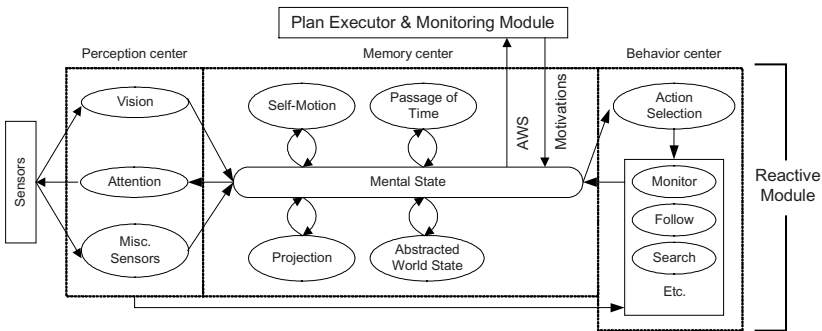 Plan Executor & Monitoring Module
Perception center
Memory center
Behavior center
Sensors
Vision
Attention
Misc.
Sensors
Self-Motion
Passage of
Time
AWS
Motivations
Mental State
Projection
Abstracted
World State
Action
Selection
Monitor
Follow
Search
Etc.
Reactive
Module